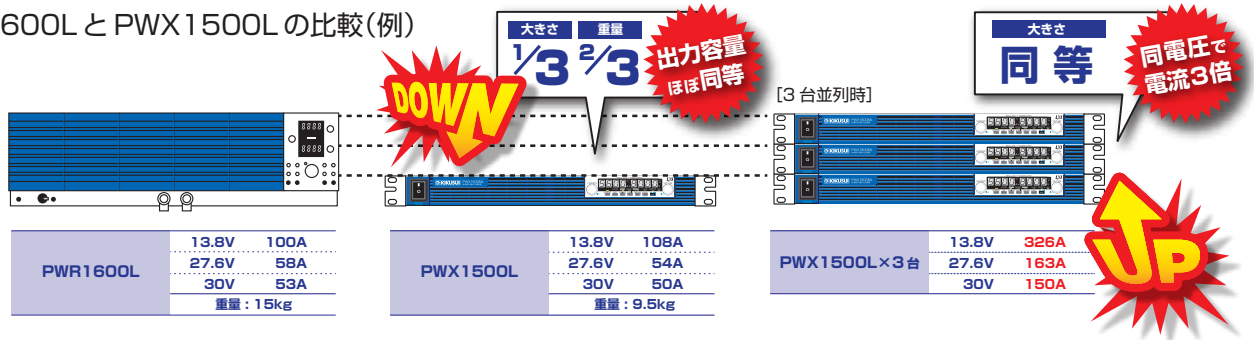 600LとPWX1500Lの比較(例)
大きさ 重量
1/3 2/3
出力容量
ほぼ同等
DOWN
大きさ
同等
同電圧で
電流3倍
[3台並列時]
KIKUSUI
KIKUSUI
KIKUSUI
KIKUSUI
PWR1600L
13.8V 100A
27.6V 58A
30V 53A
重量：15kg
PWX1500L
13.8V 108A
27.6V 54A
30V 50A
重量：9.5kg
PWX1500L×3台
13.8V 326A
27.6V 163A
30V 150A
UP